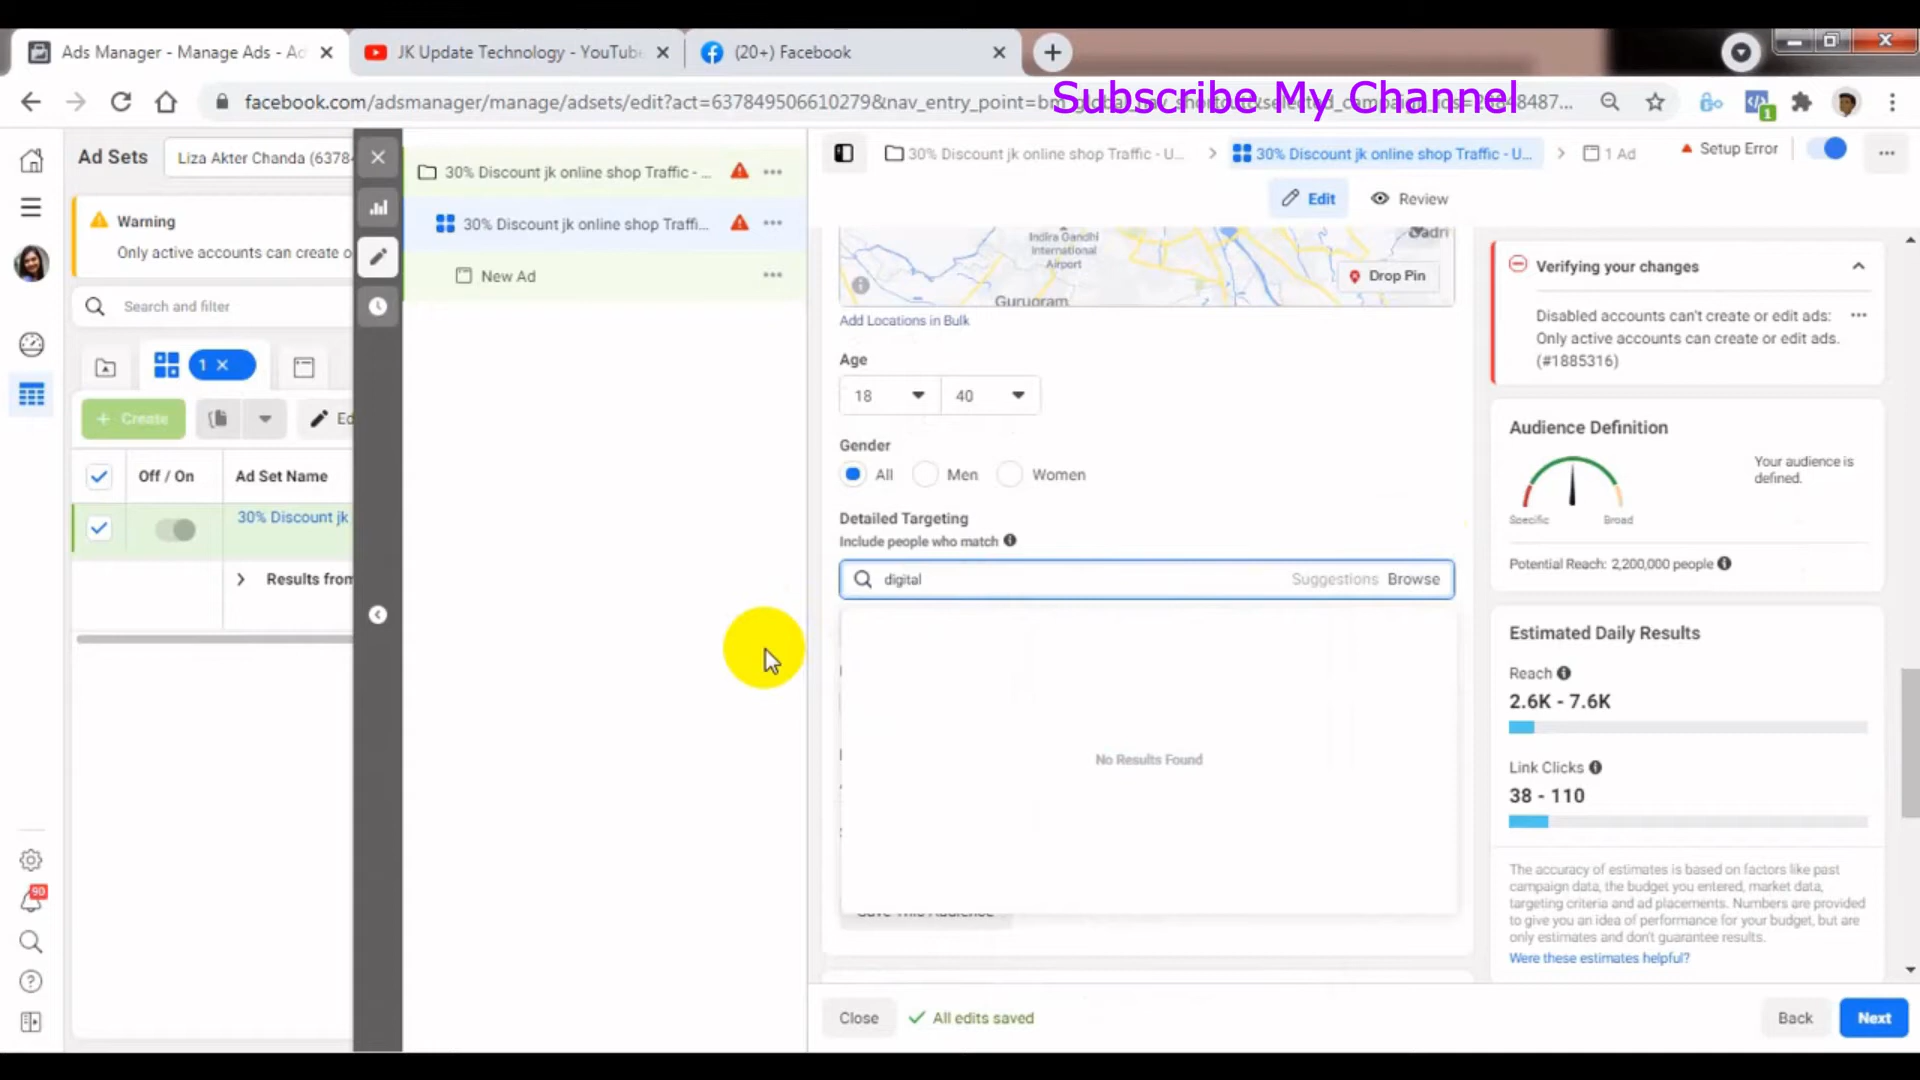 Ads Manager - Manage Ads - Ad
JK Update Technology - YouTube
(20+) Facebook
facebook.com/adsmanager/manage/adsets/edit?act=637849506610279&nav_entry_point=bm
Subscribe My Channel
Ad Sets
Liza Akter Chanda (6378
30% Discount jk online shop Traffic - ...
30% Discount jk online shop Traffic - U...
30% Discount jk online shop Traffic - U...
1 Ad
Setup Error
Edit
Review
Warning
Only active accounts can create o
30% Discount jk online shop Traffi...
New Ad
Search and filter
1
Create
Ed
Off / On
Ad Set Name
30% Discount jk
Results from
90
Indira Gandhi
International
Airport
Gurugram
Drop Pin
Add Locations in Bulk
Age
18
40
Gender
All
Men
Women
Detailed Targeting
Include people who match
digital
Suggestions
Browse
No Results Found
Save This Audience
Verifying your changes
Disabled accounts can't create or edit ads:
Only active accounts can create or edit ads.
(#1885316)
Audience Definition
Your audience is
defined.
Specific
Broad
Potential Reach: 2,200,000 people
Estimated Daily Results
Reach
2.6K - 7.6K
Link Clicks
38 - 110
The accuracy of estimates is based on factors like past
campaign data, the budget you entered, market data,
targeting criteria and ad placements. Numbers are provided
to give you an idea of performance for your budget, but are
only estimates and don't guarantee results.
Were these estimates helpful?
Close
All edits saved
Back
Next